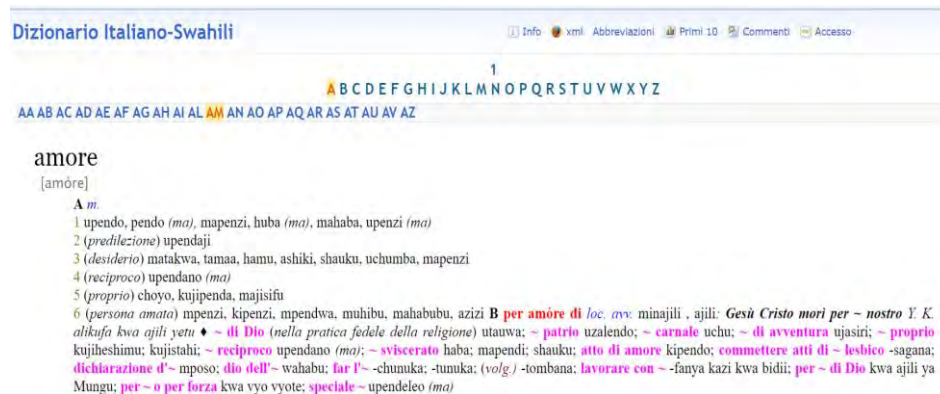 Dizionario Italiano-Swahili
Info xml Abbreviazioni Primi 10 Commenti Accesso
1
A B C D E F G H I J K L M N O P Q R S T U V W X Y Z
AA AB AC AD AE AF AG AH AI AL AM AN AO AP AQ AR AS AT AU AV AZ
amore
[amóre]
A m.
1 upendo, pendo (ma), mapenzi, huba (ma), mahaba, upenzi (ma)
2 (predilezione) upendaji
3 (desiderio) matakwa, tamaa, hamu, ashiki, shauku, uchumba, mapenzi
4 (reciproco) upendano (ma)
5 (proprio) choyo, kujipenda, majisifu
6 (persona amata) mpenzi, kipenzi, mpendwa, muhibu, mahabubu, azizi B per amóre di loc. avv. minajili , ajili: Gesù Cristo morì per ~ nostro Y. K.
alikufa kwa ajili yetu ♦ ~ di Dio (nella pratica fedele della religione) utauwa; ~ patrio uzalendo; ~ carnale uchu; ~ di avventura ujasiri; ~ proprio
kujiheshimu; kujistahi; ~ reciproco upendano (ma); ~ sviscerato haba; mapendi; shauku; atto di amore kipendo; commettere atti di ~ lesbico -sagana;
dichiarazione d'~ mposo; dio dell'~ wahabu; far l'~ -chunuka; -tunuka; (volg.) -tombana; lavorare con ~ -fanya kazi kwa bidii; per ~ di Dio kwa ajili ya
Mungu; per ~ o per forza kwa vyo vyote; speciale ~ upendeleo (ma)